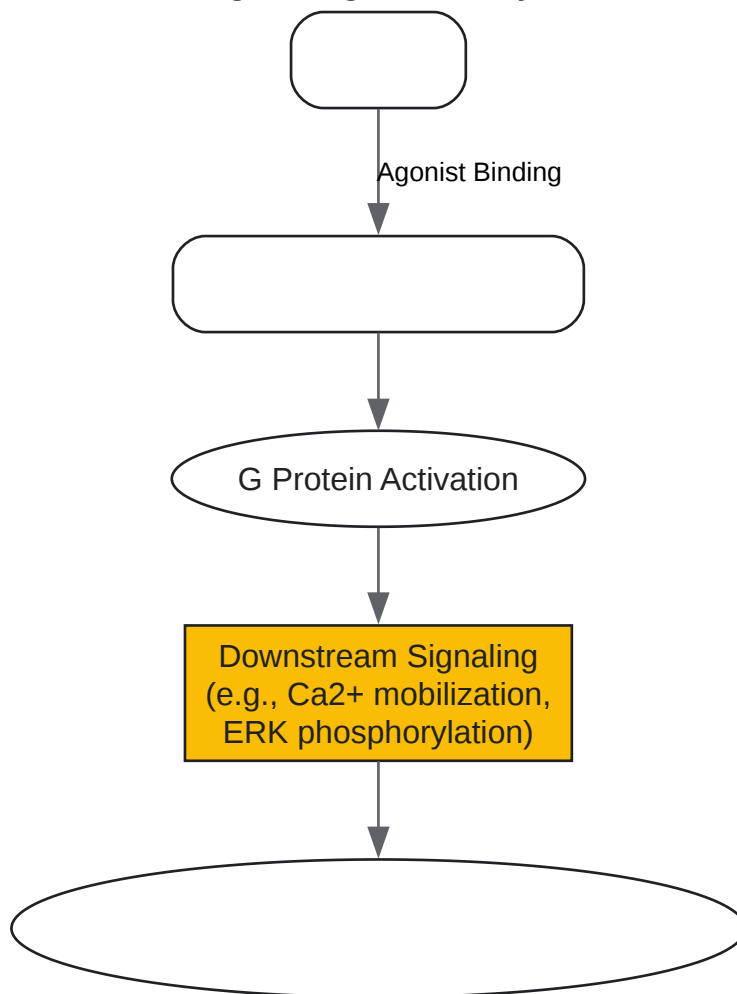 Agonist Binding
G Protein Activation
Downstream Signaling
(e.g., Ca2+ mobilization,
ERK phosphorylation)